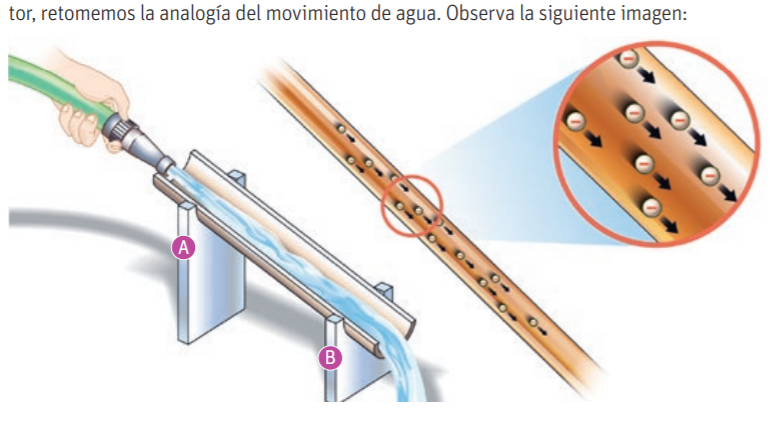 tor, retomemos la analogía del movimiento de agua. Observa la siguiente imagen:
A
B